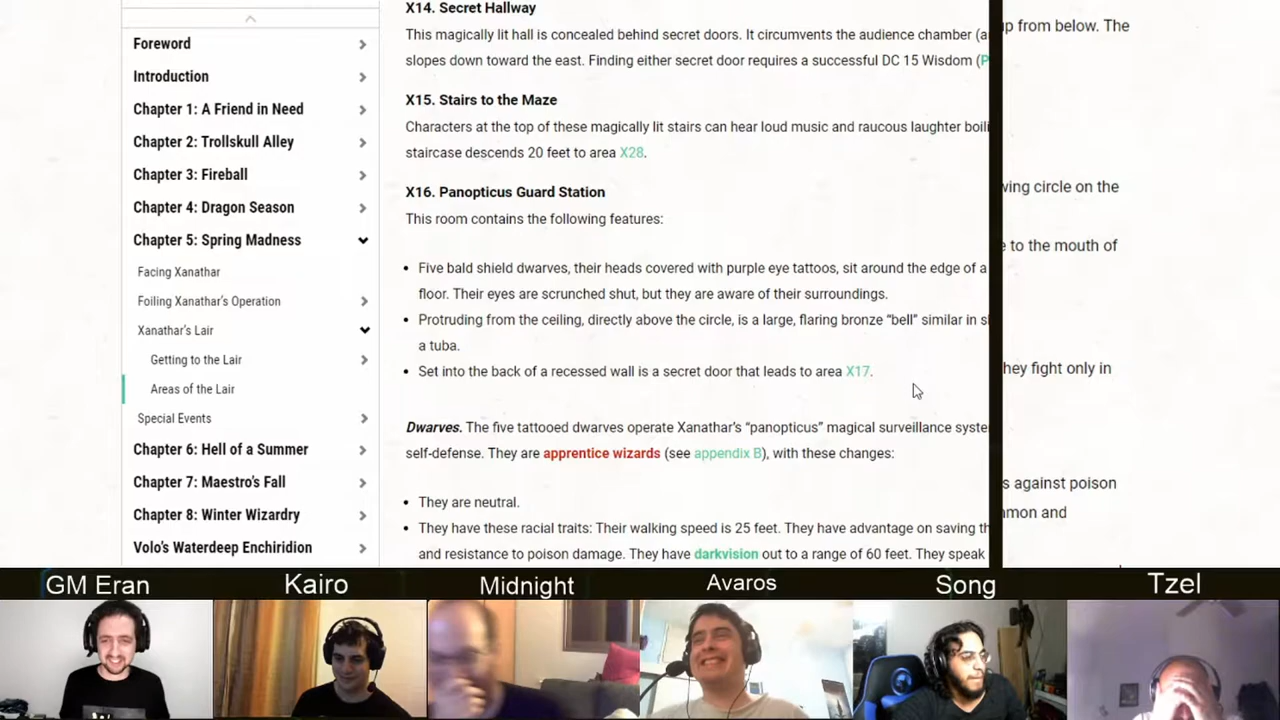 Foreword
Introduction
Chapter 1: A Friend in Need
Chapter 2: Trollskull Alley
Chapter 3: Fireball
Chapter 4: Dragon Season
Chapter 5: Spring Madness
Facing Xanathar
Foiling Xanathar's Operation
Xanathar's Lair
Getting to the Lair
Areas of the Lair
Special Events
Chapter 6: Hell of a Summer
Chapter 7: Maestro's Fall
Chapter 8: Winter Wizardry
Volo's Waterdeep Enchiridion
X14. Secret Hallway
This magically lit hall is concealed behind secret doors. It circumvents the audience chamber (a
slopes down toward the east. Finding either secret door requires a successful DC 15 Wisdom (P
X15. Stairs to the Maze
Characters at the top of these magically lit stairs can hear loud music and raucous laughter boili
staircase descends 20 feet to area X28.
X16. Panopticus Guard Station
This room contains the following features:
• Five bald shield dwarves, their heads covered with purple eye tattoos, sit around the edge of a
floor. Their eyes are scrunched shut, but they are aware of their surroundings.
• Protruding from the ceiling, directly above the circle, is a large, flaring bronze “bell” similar in s
a tuba.
• Set into the back of a recessed wall is a secret door that leads to area X17.
Dwarves. The five tattooed dwarves operate Xanathar's “panopticus” magical surveillance syste
self-defense. They are apprentice wizards (see appendix B), with these changes:
• They are neutral.
• They have these racial traits: Their walking speed is 25 feet. They have advantage on saving th
and resistance to poison damage. They have darkvision out to a range of 60 feet. They speak
up from below. The
wing circle on the
e to the mouth of
hey fight only in
s against poison
mon and
GM Eran
Kairo
Midnight
Avaros
Song
Tzel